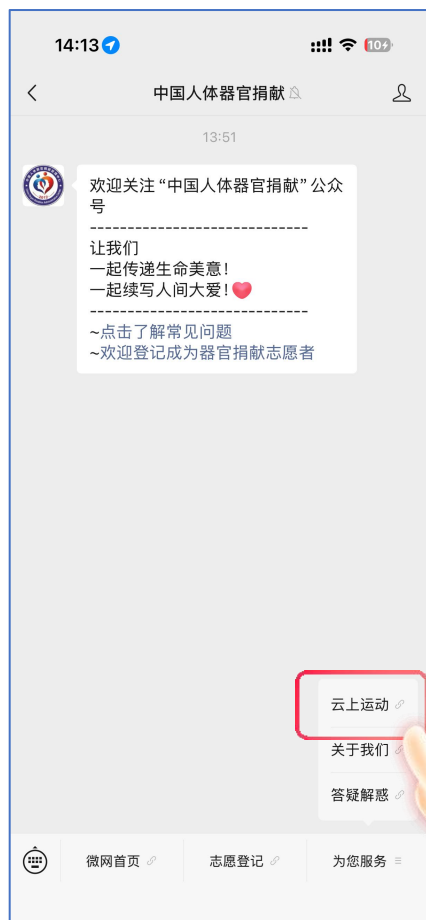 14:13
10
中国人体器官捐献
13:51
欢迎关注“中国人体器官捐献”公众
号
----------------------------
让我们
一起传递生命美意！
一起续写人间大爱！
----------------------------
~点击了解常见问题
~欢迎登记成为器官捐献志愿者
云上运动
关于我们
答疑解惑
微网首页
志愿登记
为您服务